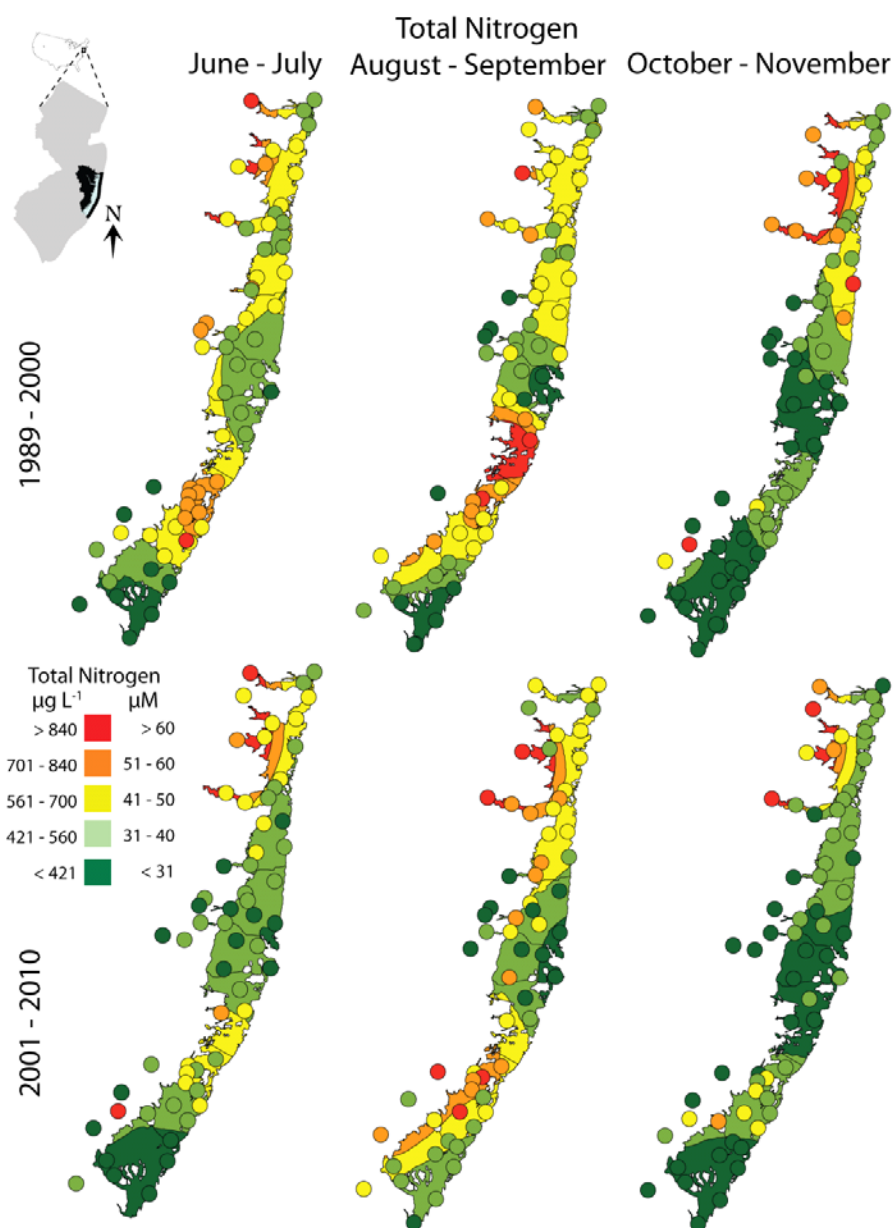 Total Nitrogen
June - July
August - September
October - November
N
1989 - 2000
Total Nitrogen
µg L⁻¹ µM
> 840 > 60
701 - 840 51 - 60
561 - 700 41 - 50
421 - 560 31 - 40
< 421 < 31
2001 - 2010